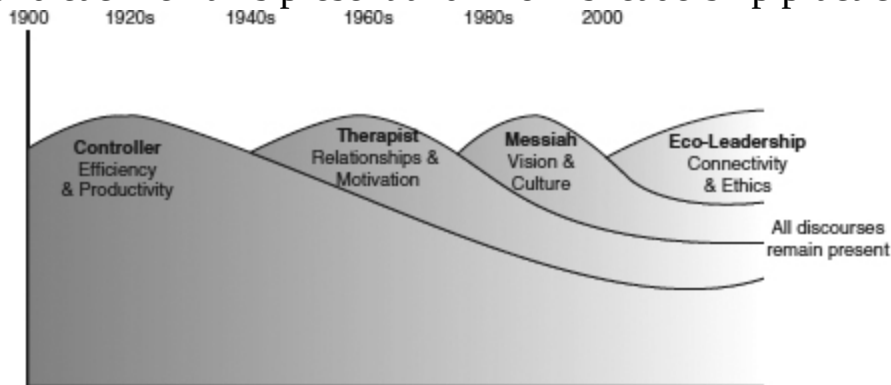 1900 1920s 1940s 1960s 1980s 2000
Controller
Efficiency
& Productivity
Therapist
Relationships &
Motivation
Messiah
Vision &
Culture
Eco-Leadership
Connectivity
& Ethics
All discourses
remain present